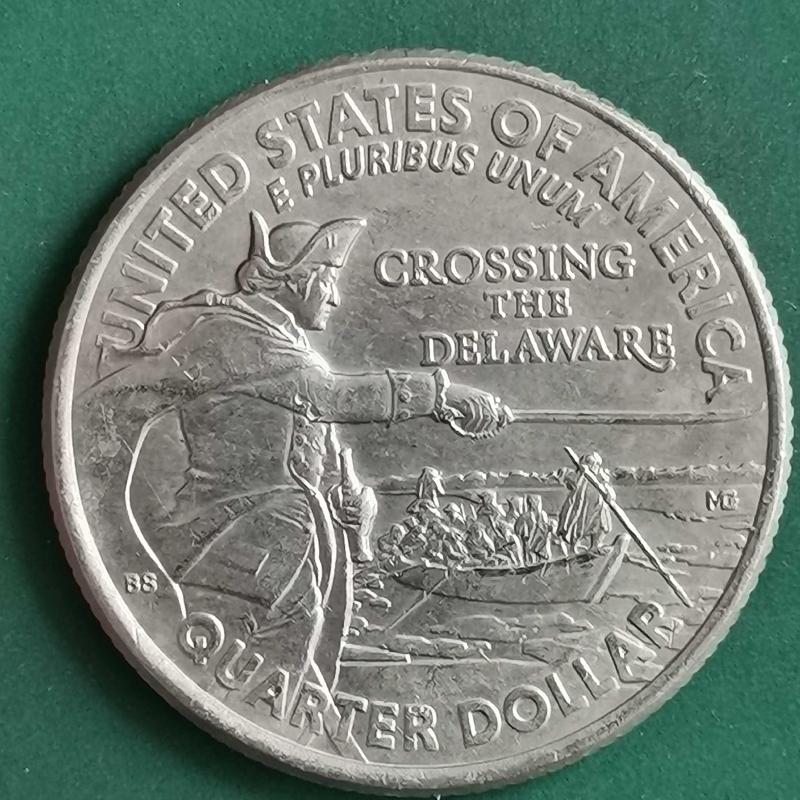 UNITED STATES OF AMERICA
E PLURIBUS UNUM
CROSSING
THE
DELAWARE
MG
BS
QUARTER DOLLAR